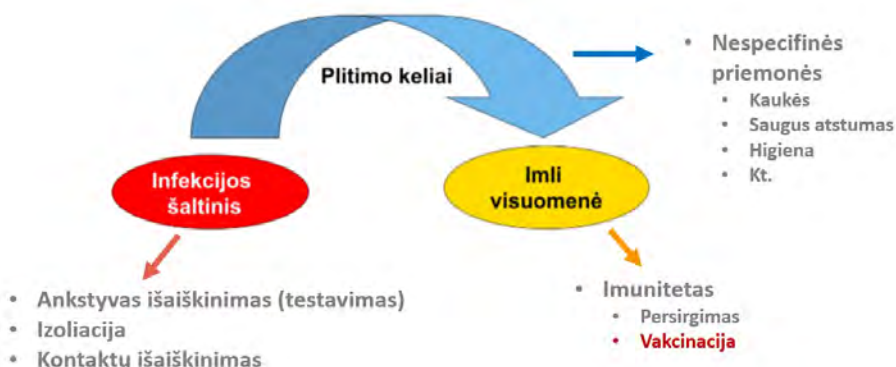 Plitimo keliai
• Nespecifinės
priemonės
• Kaukės
• Saugus atstumas
• Higiena
• Kt.
Infekcijos
šaltinis
Imli
visuomenė
• Ankstyvas išaiškinimas (testavimas)
• Izoliacija
• Kontaktų išaiškinimas
• Imunitetas
• Persirgimas
• Vakcinacija